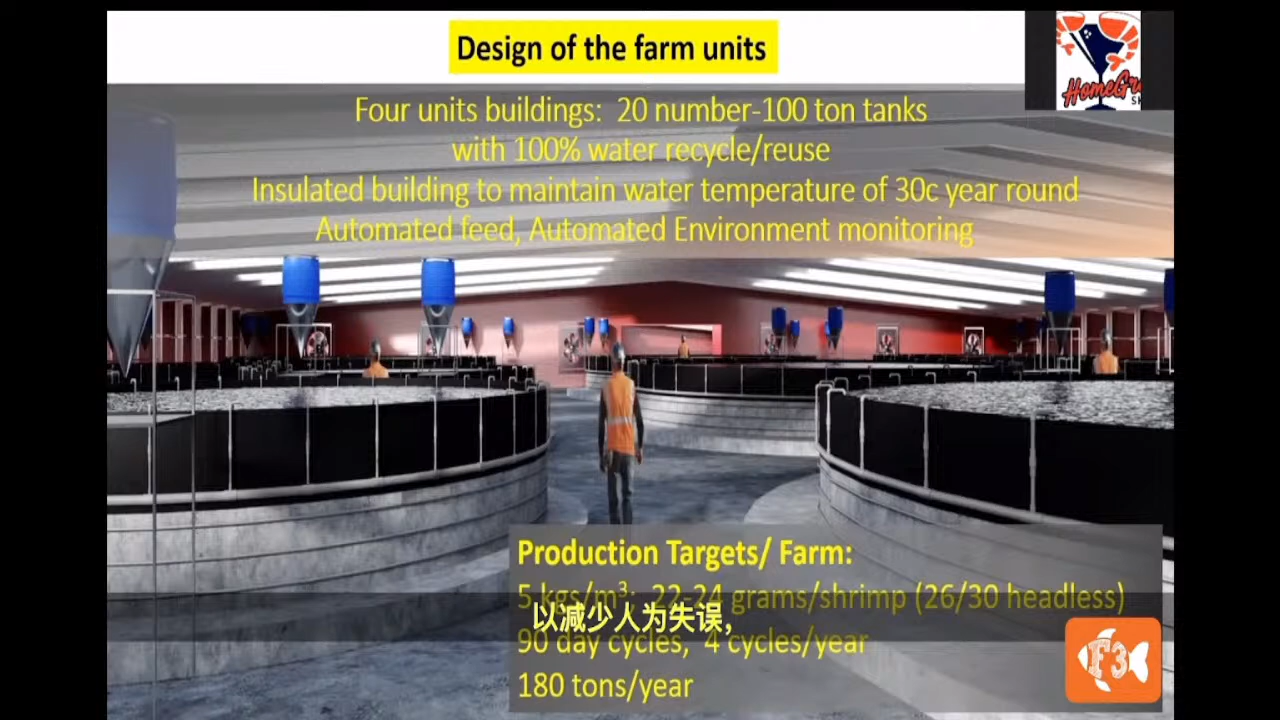 Design of the farm units
HomeGr
Four units buildings: 20 number-100 ton tanks
with 100% water recycle/reuse
Insulated building to maintain water temperature of 30c year round
Automated feed, Automated Environment monitoring
Production Targets/ Farm:
5 kgs/m³; 22-24 grams/shrimp (26/30 headless)
以减少人为失误,
90 day cycles, 4 cycles/year
F3
180 tons/year